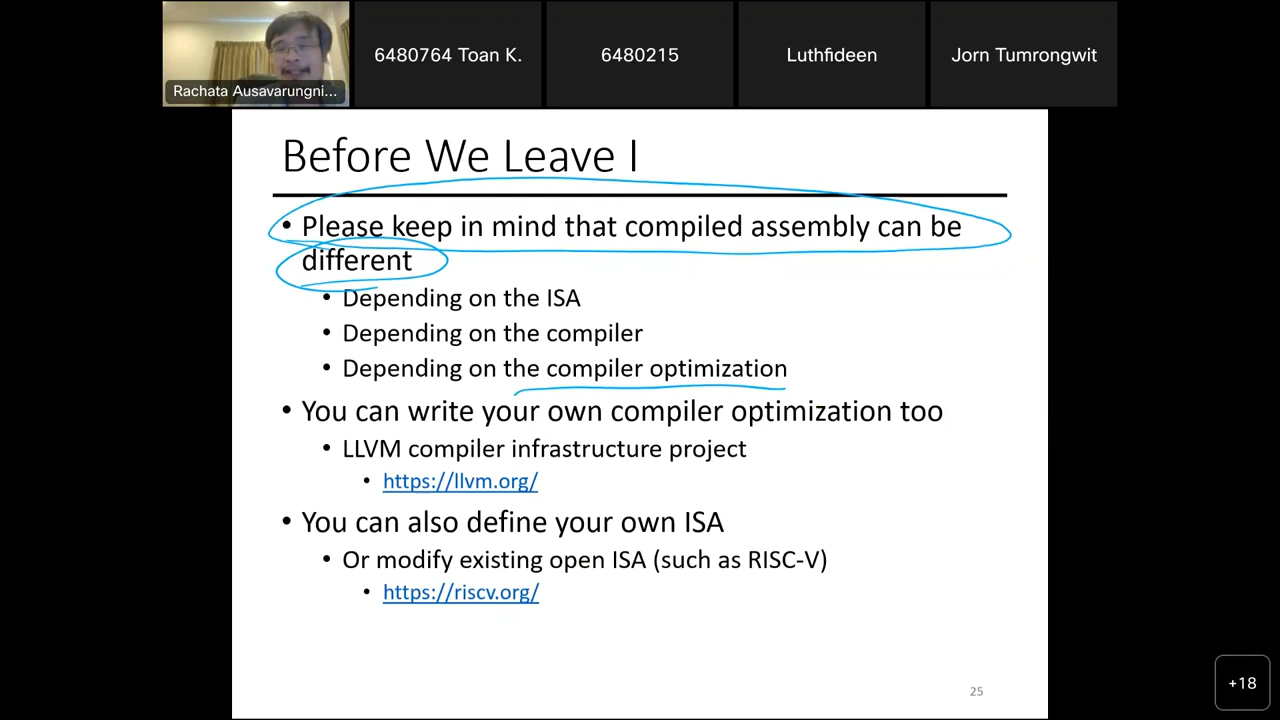 Rachata Ausavarungni...
6480764 Toan K.
6480215
Luthfideen
Jorn Tumrongwit
Before We Leave I
• Please keep in mind that compiled assembly can be
different
• Depending on the ISA
• Depending on the compiler
• Depending on the compiler optimization
• You can write your own compiler optimization too
• LLVM compiler infrastructure project
• https://llvm.org/
• You can also define your own ISA
• Or modify existing open ISA (such as RISC-V)
• https://riscv.org/
25
+18